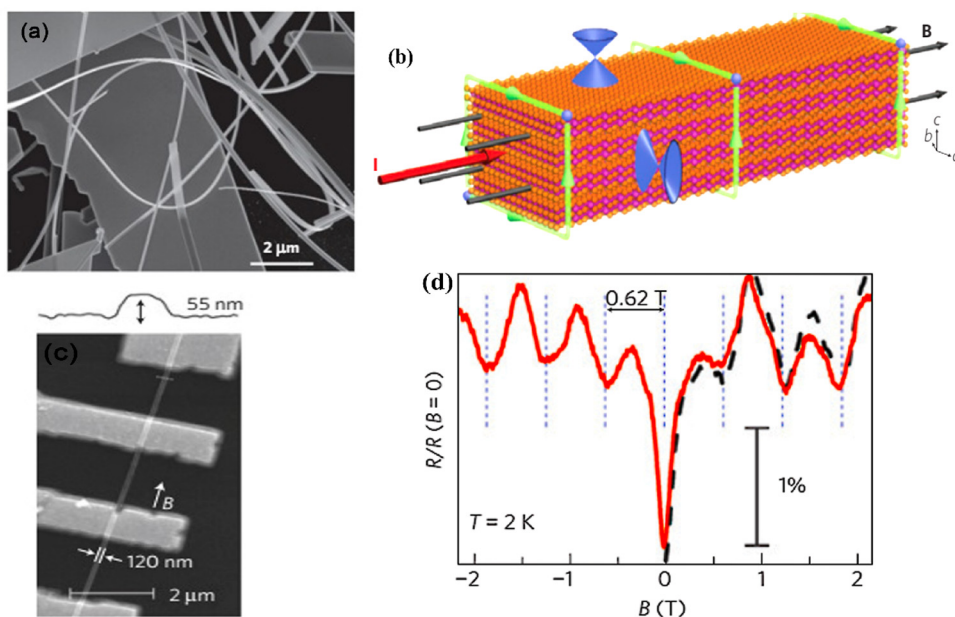 (a)
2 μm
(b)
B
I
c
b
(c)
55 nm
B
120 nm
2 μm
(d)
0.62 T
R/R (B = 0)
1%
T = 2 K
−2
−1
0
1
2
B (T)